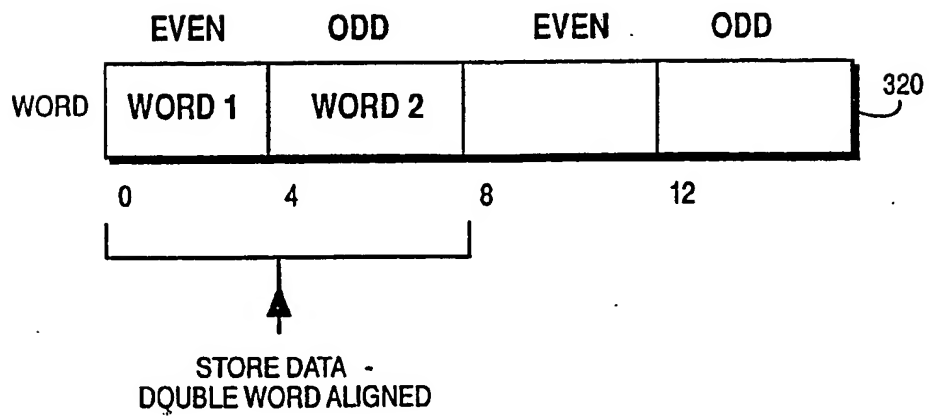 EVEN ODD EVEN ODD
WORD WORD 1 WORD 2 320
0 4 8 12
STORE DATA -
DOUBLE WORD ALIGNED